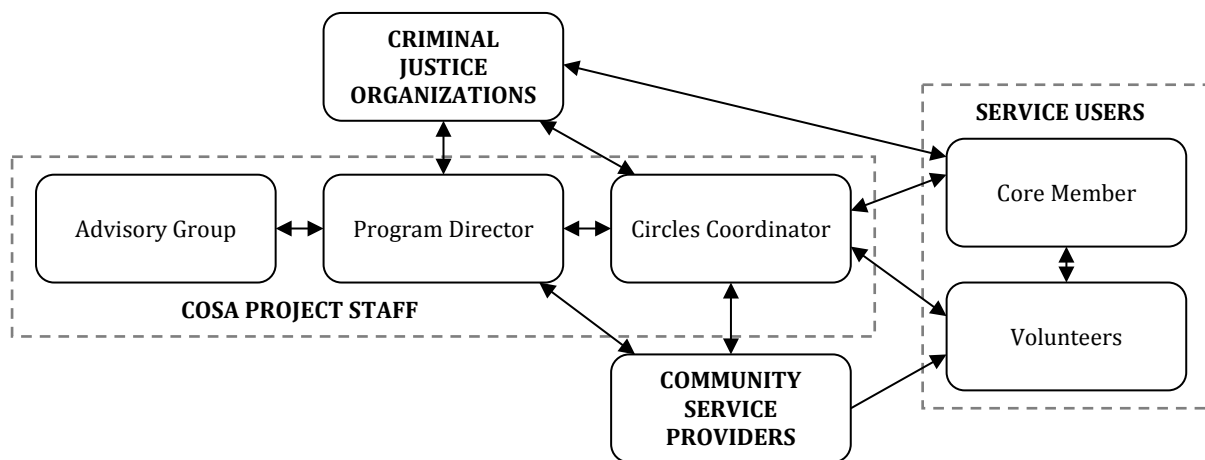 CRIMINAL
JUSTICE
ORGANIZATIONS
SERVICE USERS
Core Member
Advisory Group
Program Director
Circles Coordinator
COSA PROJECT STAFF
Volunteers
COMMUNITY
SERVICE
PROVIDERS